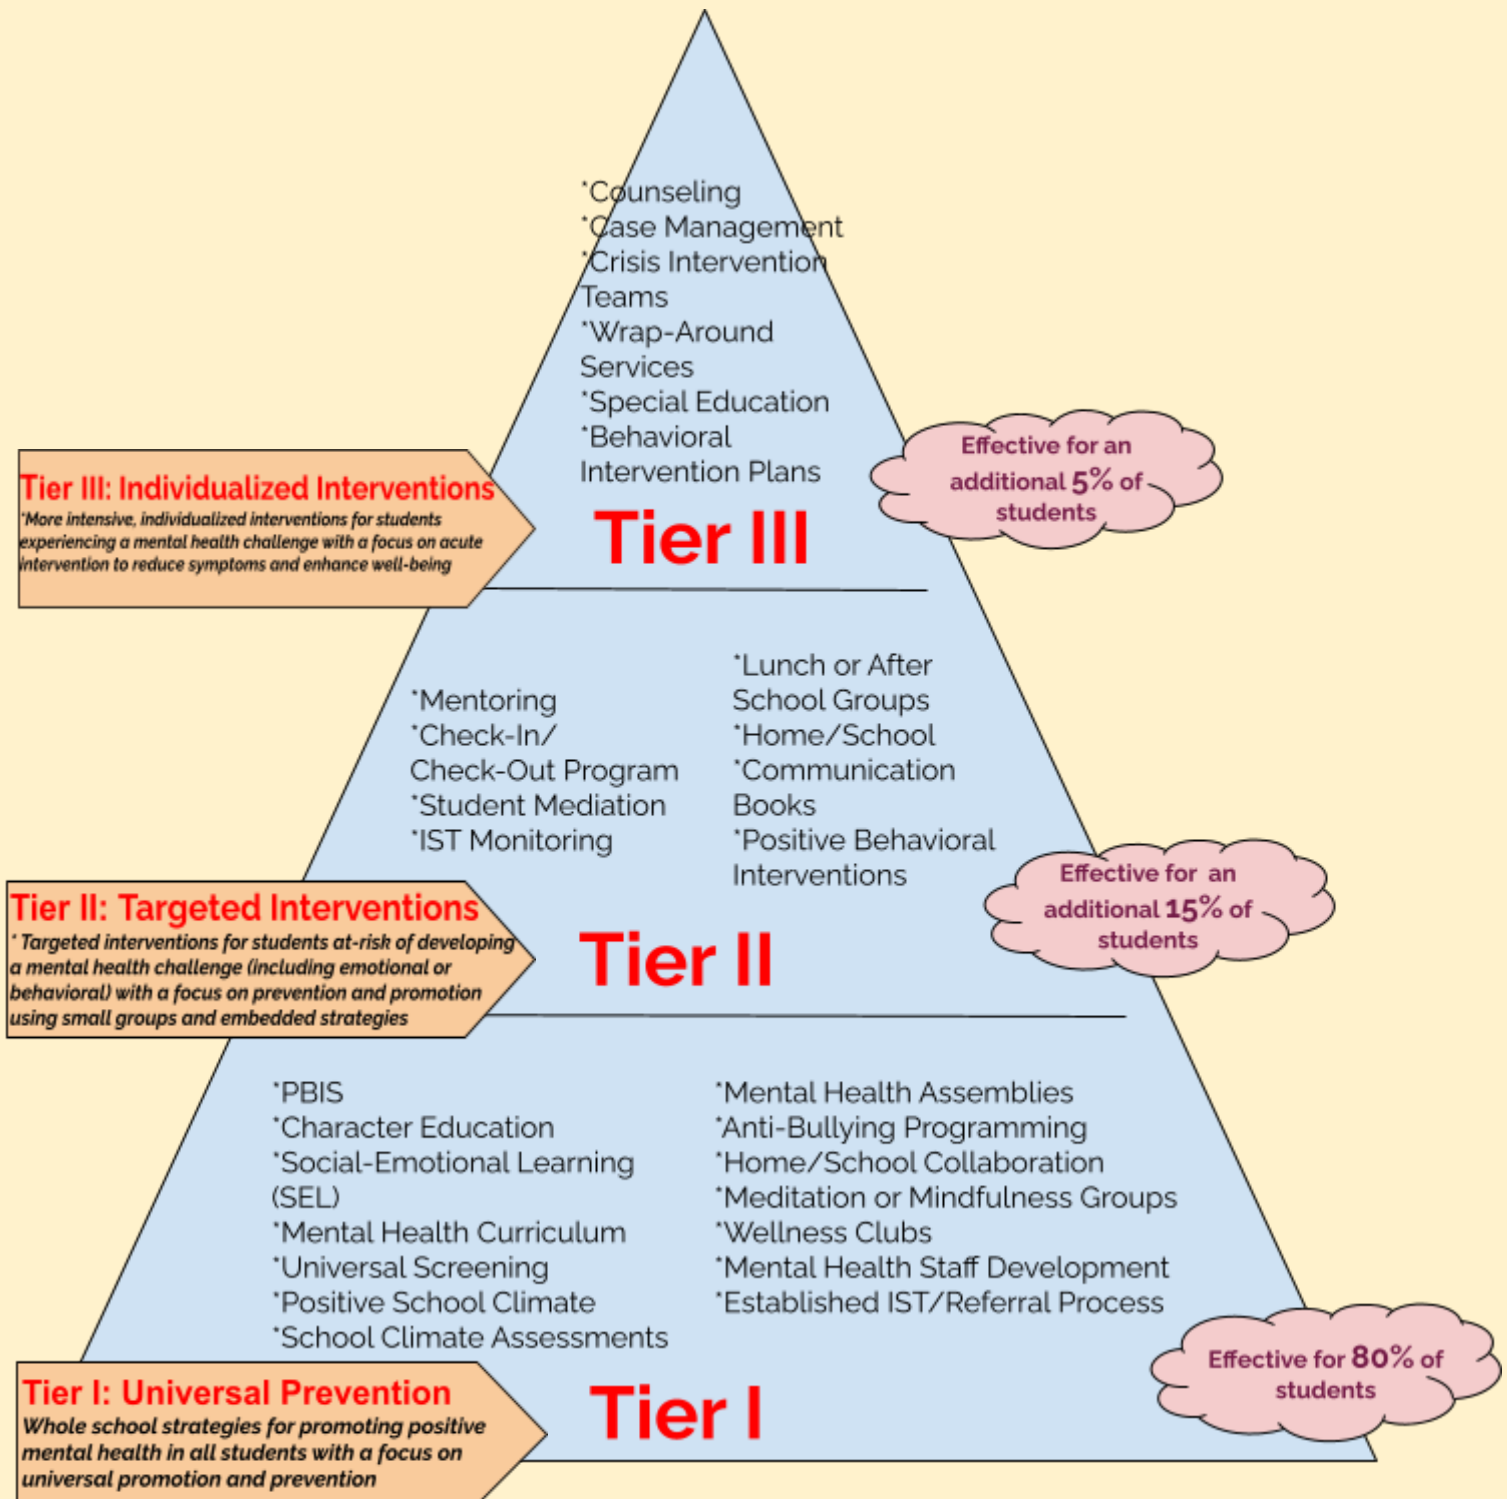 *Counseling
*Case Management
*Crisis Intervention
Teams
*Wrap-Around
Services
*Special Education
*Behavioral
Intervention Plans
Tier III
Tier III: Individualized Interventions
*More intensive, individualized interventions for students
experiencing a mental health challenge with a focus on acute
intervention to reduce symptoms and enhance well-being
Effective for an
additional 5% of
students
*Mentoring
*Check-In/
Check-Out Program
*Student Mediation
*IST Monitoring
*Lunch or After
School Groups
*Home/School
*Communication
Books
*Positive Behavioral
Interventions
Tier II
Tier II: Targeted Interventions
* Targeted interventions for students at-risk of developing
a mental health challenge (including emotional or
behavioral) with a focus on prevention and promotion
using small groups and embedded strategies
Effective for an
additional 15% of
students
*PBIS
*Character Education
*Social-Emotional Learning
(SEL)
*Mental Health Curriculum
*Universal Screening
*Positive School Climate
*School Climate Assessments
*Mental Health Assemblies
*Anti-Bullying Programming
*Home/School Collaboration
*Meditation or Mindfulness Groups
*Wellness Clubs
*Mental Health Staff Development
*Established IST/Referral Process
Tier I
Tier I: Universal Prevention
Whole school strategies for promoting positive
mental health in all students with a focus on
universal promotion and prevention
Effective for 80% of
students